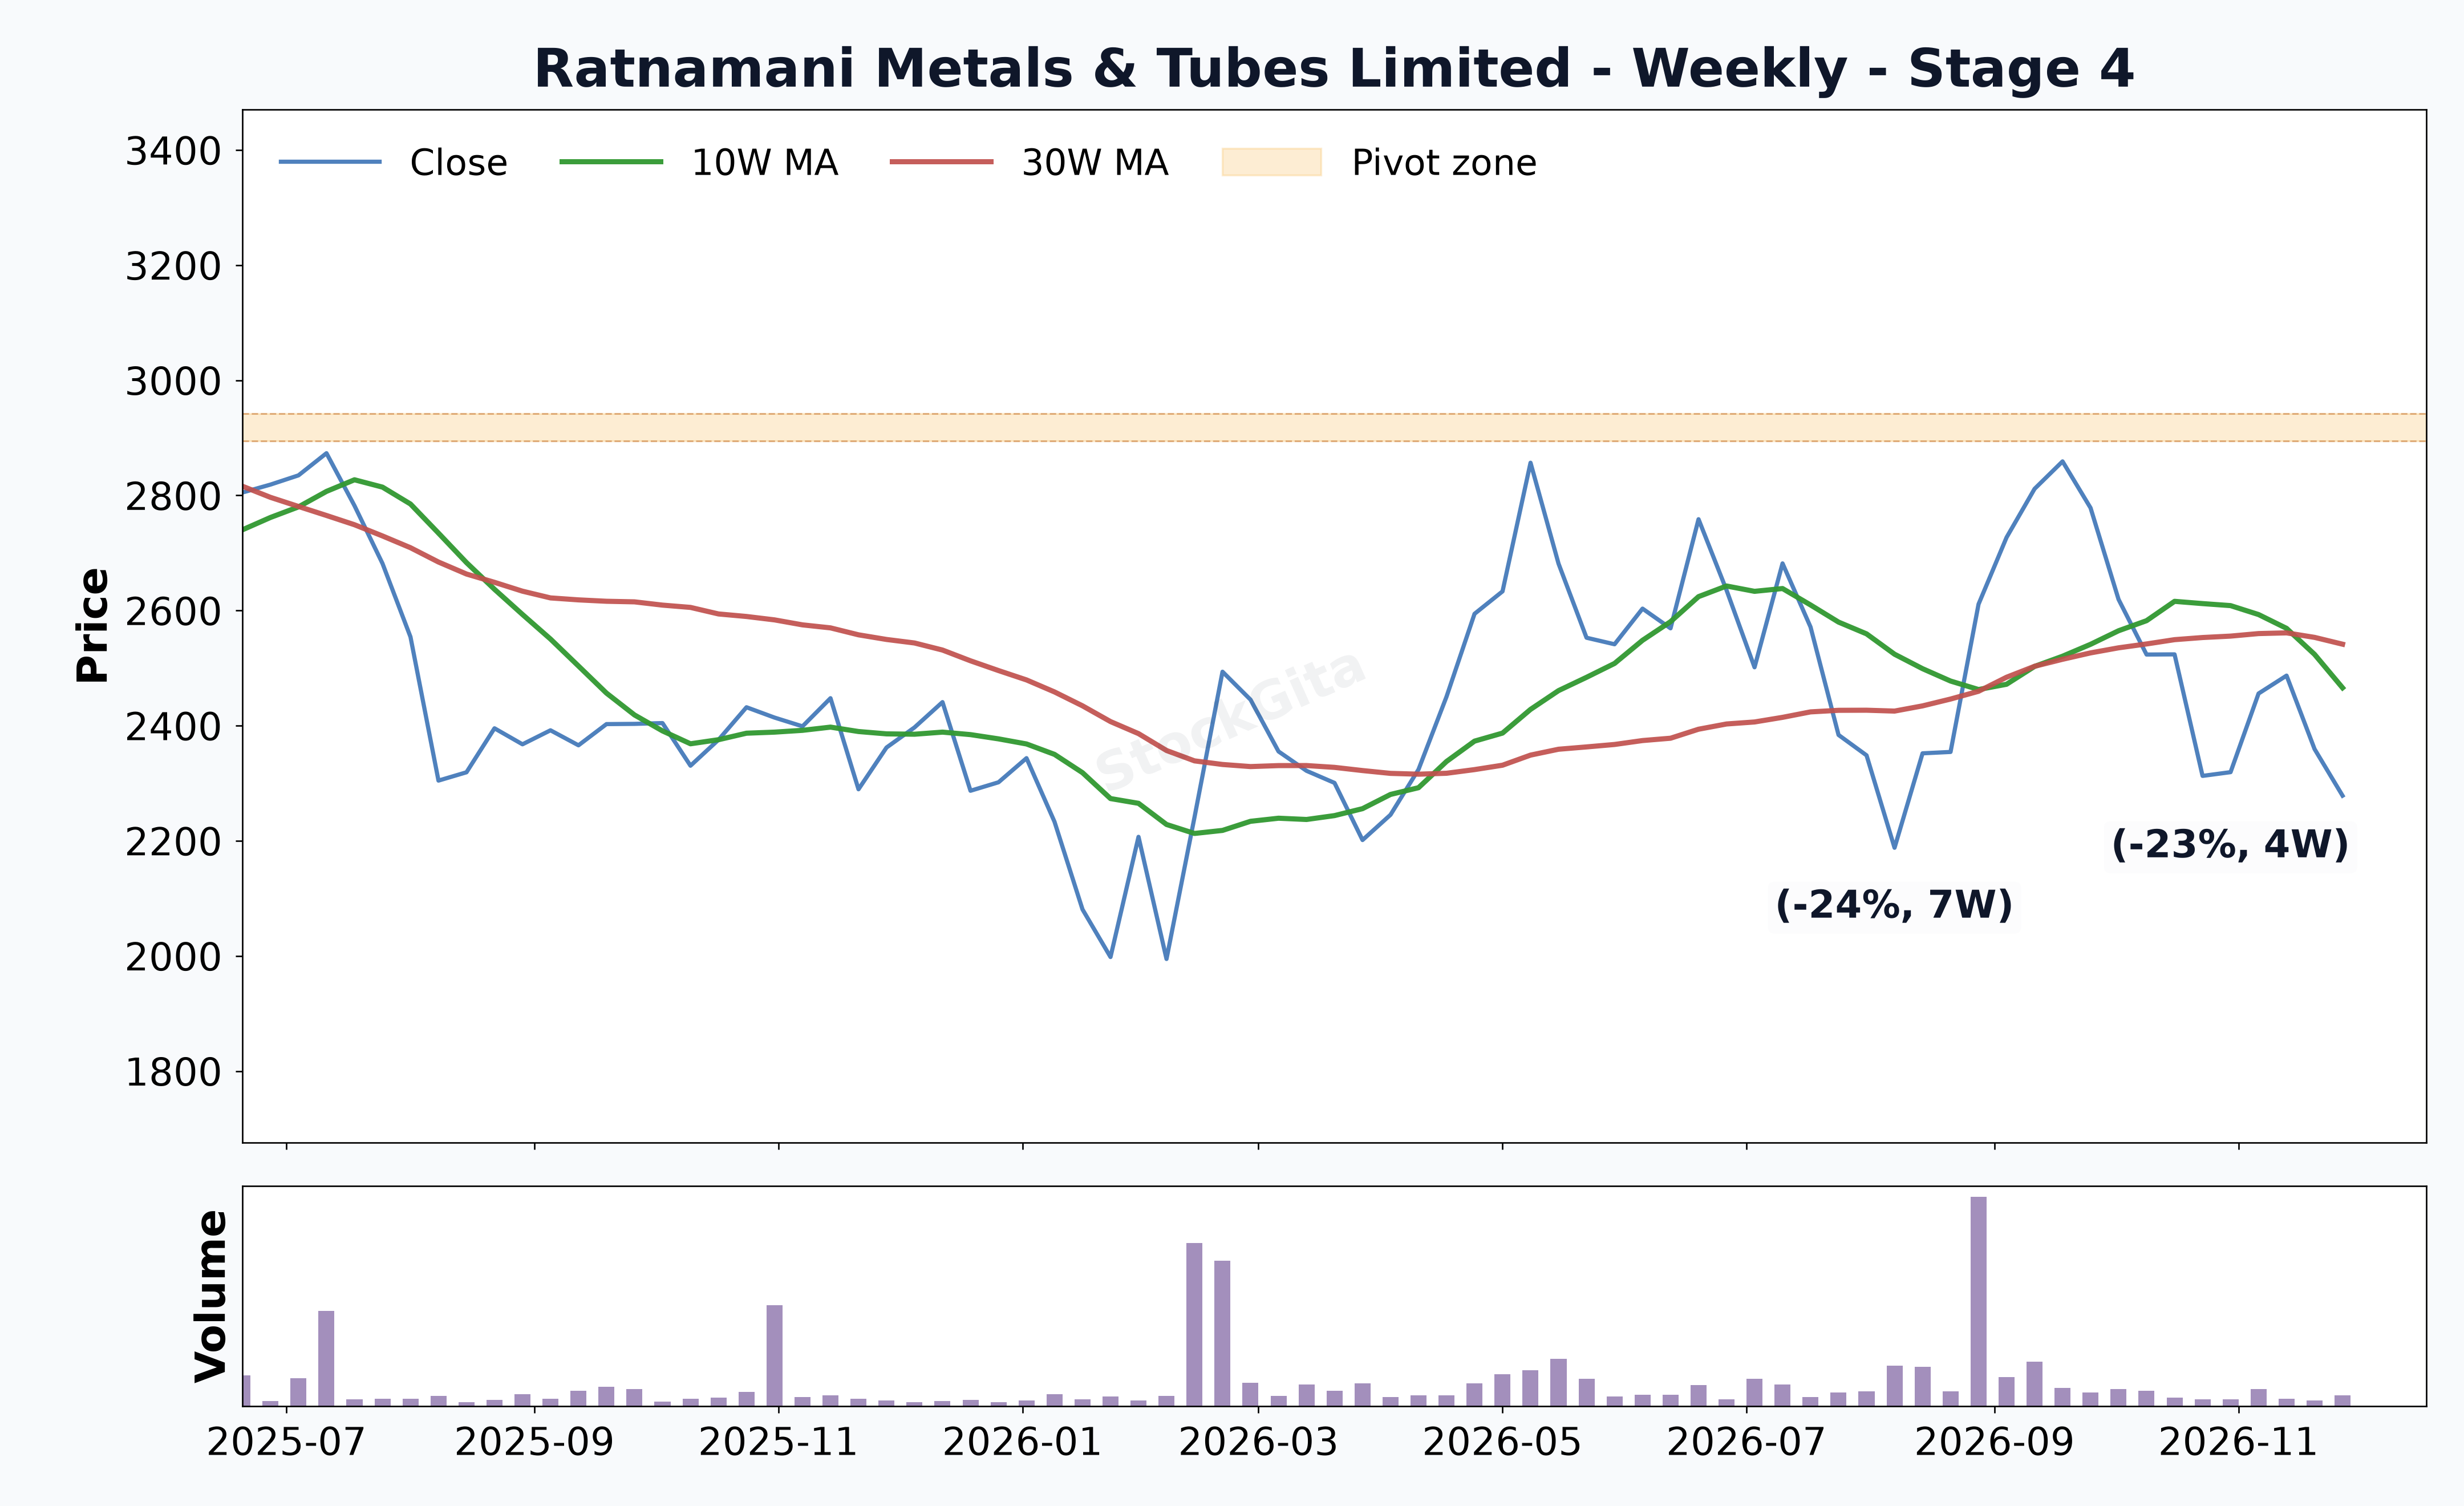 Ratnamani Metals & Tubes Limited - Weekly - Stage 4
Close 10W MA 30W MA Pivot zone
3400
3200
3000
2800
2600
2400
2200
2000
1800
Price
StockGita
(-23%, 4W)
(-24%, 7W)
Volume
2025-07 2025-09 2025-11 2026-01 2026-03 2026-05 2026-07 2026-09 2026-11